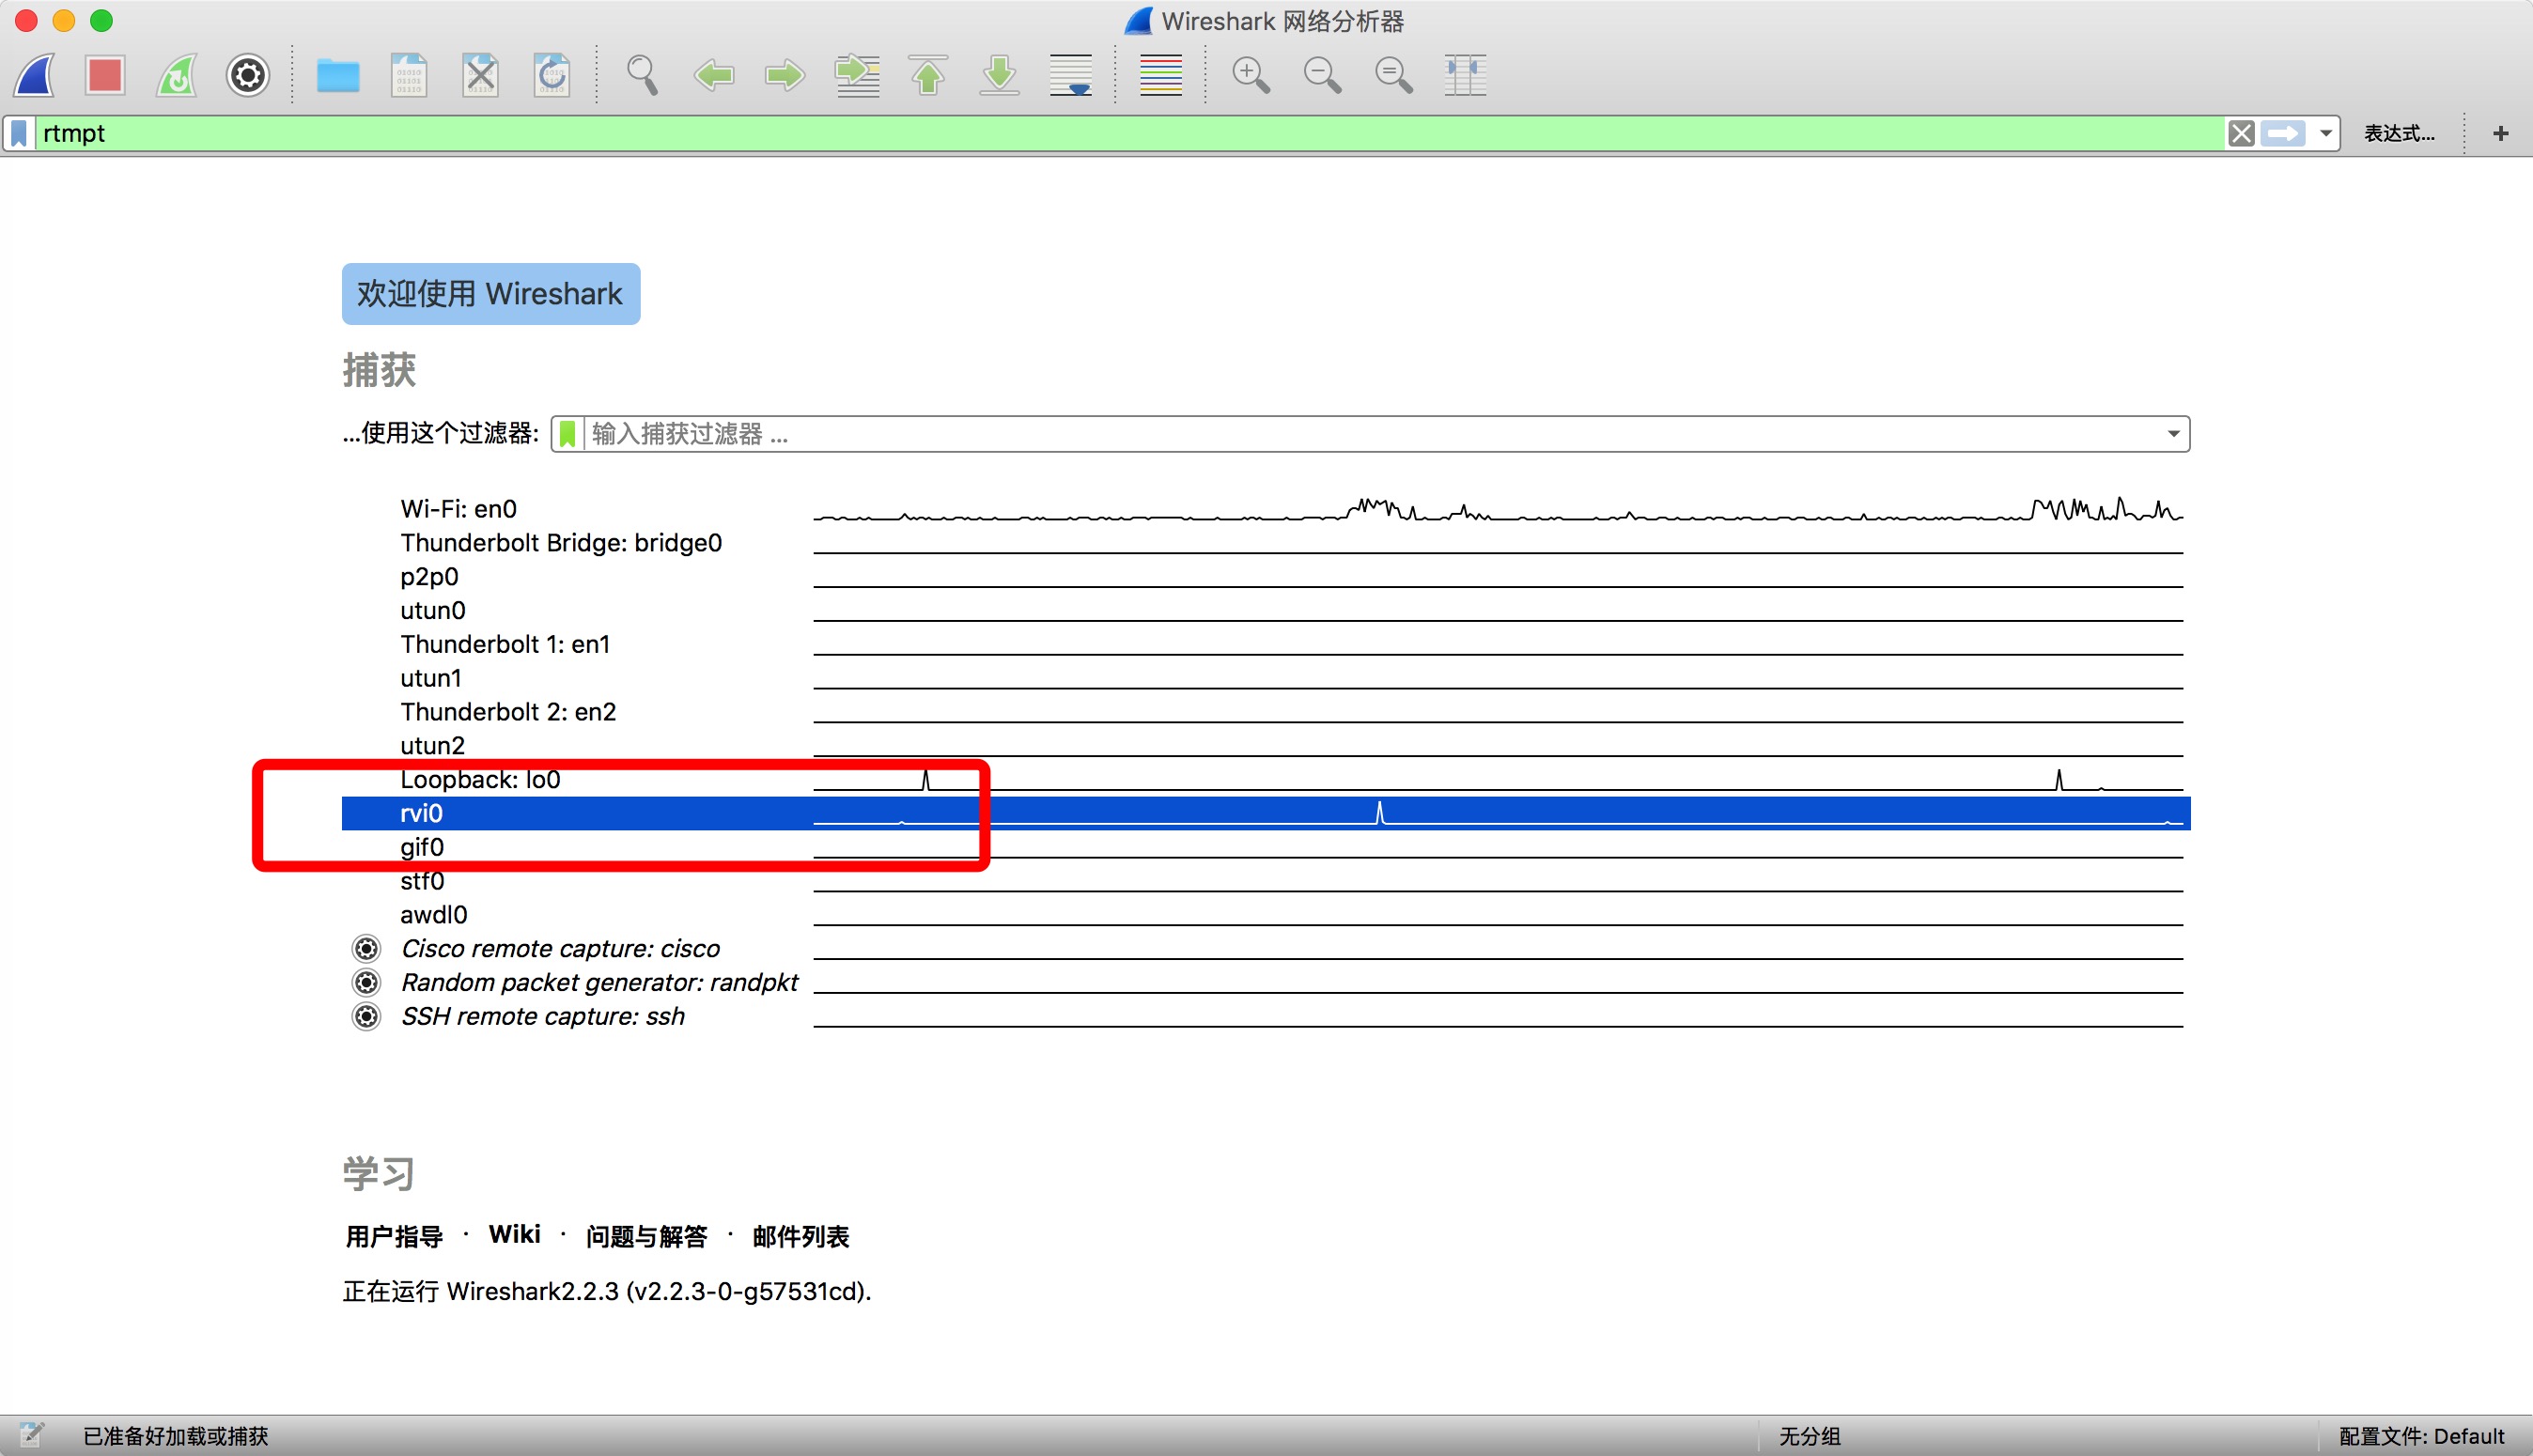 Wireshark 网络分析器
rtmpt
表达式...
+
欢迎使用 Wireshark
捕获
...使用这个过滤器:
输入捕获过滤器 ...
Wi-Fi: en0
Thunderbolt Bridge: bridge0
p2p0
utun0
Thunderbolt 1: en1
utun1
Thunderbolt 2: en2
utun2
Loopback: lo0
rvi0
gif0
stf0
awdl0
Cisco remote capture: cisco
Random packet generator: randpkt
SSH remote capture: ssh
学习
用户指导 · Wiki · 问题与解答 · 邮件列表
正在运行 Wireshark2.2.3 (v2.2.3-0-g57531cd).
已准备好加载或捕获
无分组
配置文件: Default